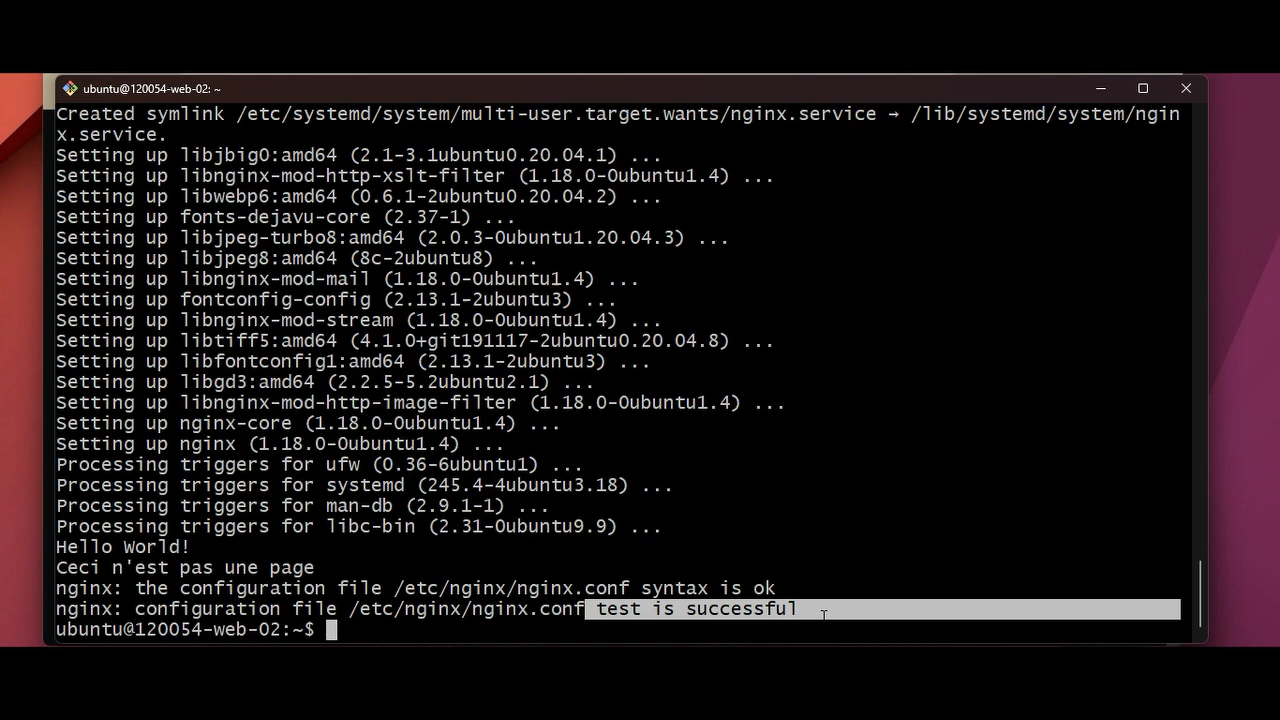 ubuntu@120054-web-02: ~
Created symlink /etc/systemd/system/multi-user.target.wants/nginx.service → /lib/systemd/system/ngin
x.service.
Setting up libjbig0:amd64 (2.1-3.1ubuntu0.20.04.1) ...
Setting up libnginx-mod-http-xslt-filter (1.18.0-0ubuntu1.4) ...
Setting up libwebp6:amd64 (0.6.1-2ubuntu0.20.04.2) ...
Setting up fonts-dejavu-core (2.37-1) ...
Setting up libjpeg-turbo8:amd64 (2.0.3-0ubuntu1.20.04.3) ...
Setting up libjpeg8:amd64 (8c-2ubuntu8) ...
Setting up libnginx-mod-mail (1.18.0-0ubuntu1.4) ...
Setting up fontconfig-config (2.13.1-2ubuntu3) ...
Setting up libnginx-mod-stream (1.18.0-0ubuntu1.4) ...
Setting up libtiff5:amd64 (4.1.0+git191117-2ubuntu0.20.04.8) ...
Setting up libfontconfig1:amd64 (2.13.1-2ubuntu3) ...
Setting up libgd3:amd64 (2.2.5-5.2ubuntu2.1) ...
Setting up libnginx-mod-http-image-filter (1.18.0-0ubuntu1.4) ...
Setting up nginx-core (1.18.0-0ubuntu1.4) ...
Setting up nginx (1.18.0-0ubuntu1.4) ...
Processing triggers for ufw (0.36-6ubuntu1) ...
Processing triggers for systemd (245.4-4ubuntu3.18) ...
Processing triggers for man-db (2.9.1-1) ...
Processing triggers for libc-bin (2.31-0ubuntu9.9) ...
Hello World!
Ceci n'est pas une page
nginx: the configuration file /etc/nginx/nginx.conf syntax is ok
nginx: configuration file /etc/nginx/nginx.conf test is successful
ubuntu@120054-web-02:~$